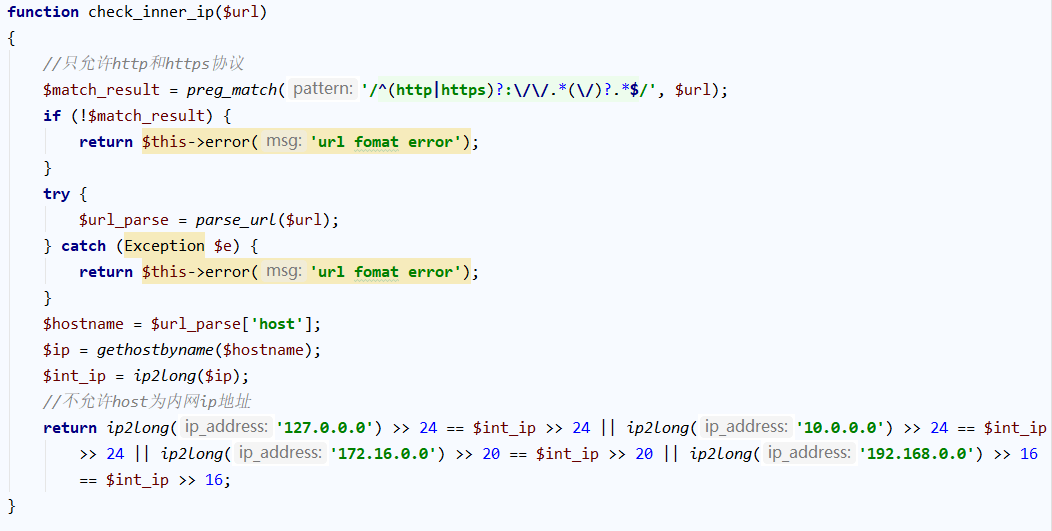 function check_inner_ip($url)
{
//只允许http和https协议
$match_result = preg_match( pattern: '/^(http|https)?:\/\/.*(\/)?.*$/', $url);
if (!$match_result) {
return $this->error( msg: 'url fomat error');
}
try {
$url_parse = parse_url($url);
} catch (Exception $e) {
return $this->error( msg: 'url fomat error');
}
$hostname = $url_parse['host'];
$ip = gethostbyname($hostname);
$int_ip = ip2long($ip);
//不允许host为内网ip地址
return ip2long( ip_address: '127.0.0.0') >> 24 == $int_ip >> 24 || ip2long( ip_address: '10.0.0.0') >> 24 == $int_ip
>> 24 || ip2long( ip_address: '172.16.0.0') >> 20 == $int_ip >> 20 || ip2long( ip_address: '192.168.0.0') >> 16
== $int_ip >> 16;
}